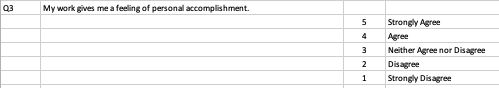 Q3 My work gives me a feeling of personal accomplishment.
5 Strongly Agree
4 Agree
3 Neither Agree nor Disagree
2 Disagree
1 Strongly Disagree